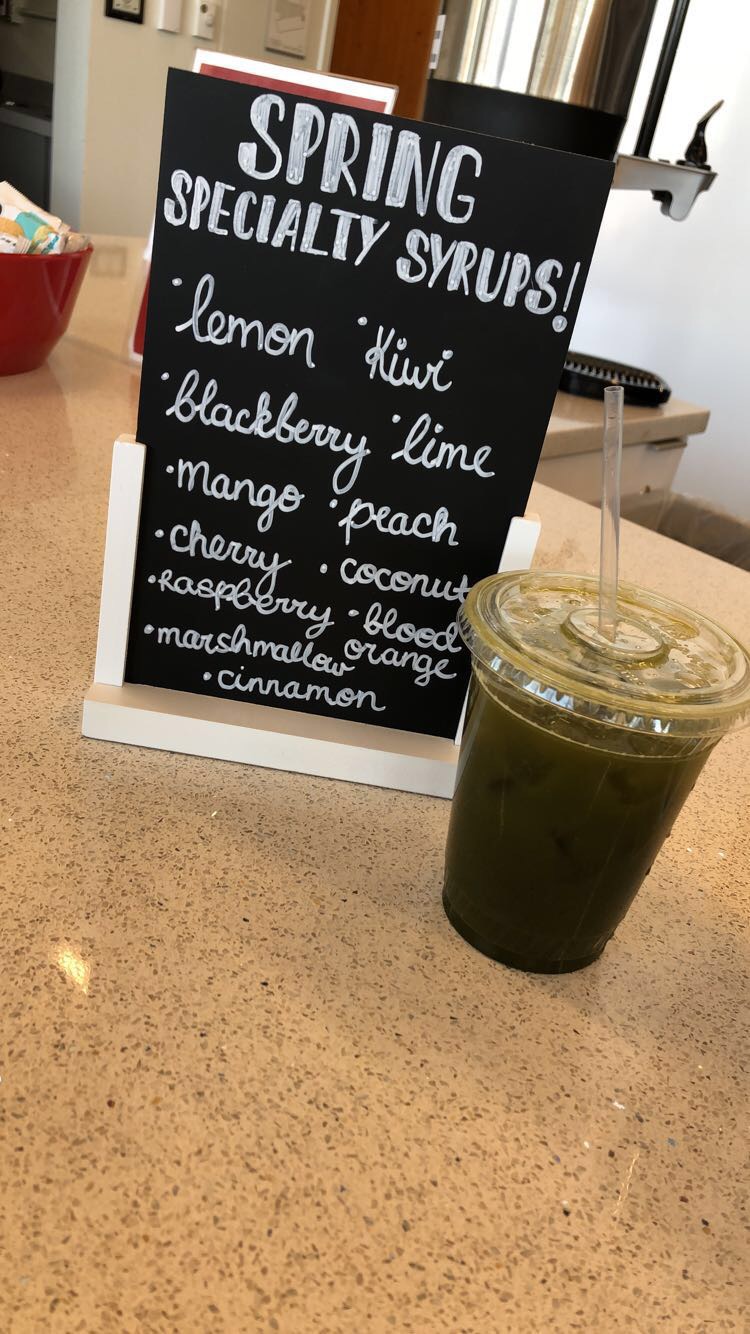 SPRING
SPECIALTY SYRUPS!
•lemon •Kiwi
•blackberry •lime
•mango •peach
•cherry •coconut
•Raspberry •blood
•marshmallow orange
•cinnamon